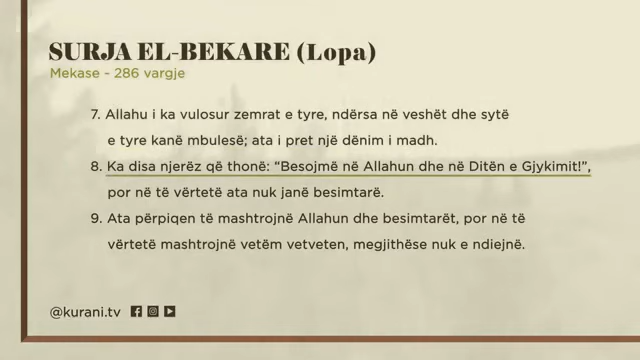 SURJA EL-BEKARE (Lopa)
Mekase - 286 vargje
7. Allahu i ka vulosur zemrat e tyre, ndërsa në veshët dhe sytë
e tyre kanë mbulesë; ata i pret një dënim i madh.
8. Ka disa njerëz që thonë: “Besojmë në Allahun dhe në Ditën e Gjykimit!”,
por në të vërtetë ata nuk janë besimtarë.
9. Ata përpiqen të mashtrojnë Allahun dhe besimtarët, por në të
vërtetë mashtrojnë vetëm vetveten, megjithëse nuk e ndiejnë.
@kurani.tv